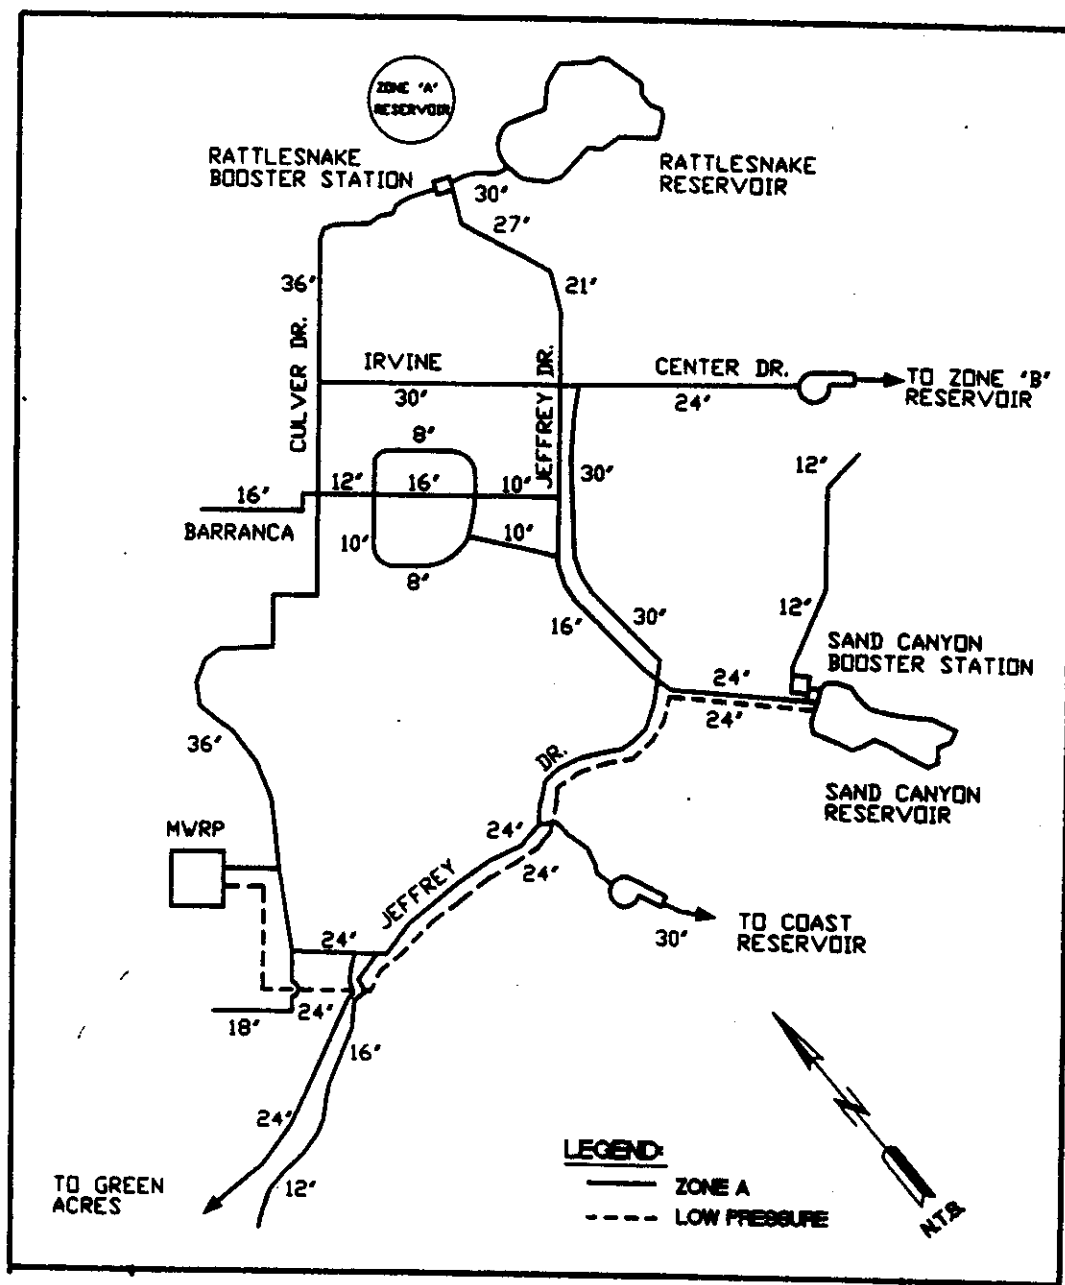 ZONE "A"
RESERVOIR
RATTLESNAKE
BOOSTER STATION
RATTLESNAKE
RESERVOIR
30"
27"
36"
21"
CULVER DR.
IRVINE
JEFFREY DR.
CENTER DR.
TO ZONE "B"
RESERVOIR
30"
24"
8"
30"
12"
16"
12"
16"
10"
BARRANCA
10"
10"
8"
12"
30"
16"
SAND CANYON
BOOSTER STATION
24"
24"
36"
DR.
SAND CANYON
RESERVOIR
MWRP
24"
24"
JEFFREY
TO COAST
RESERVOIR
30"
24"
24"
18"
16"
24"
12"
TO GREEN
ACRES
LEGEND:
ZONE A
LOW PRESSURE
N.T.S.